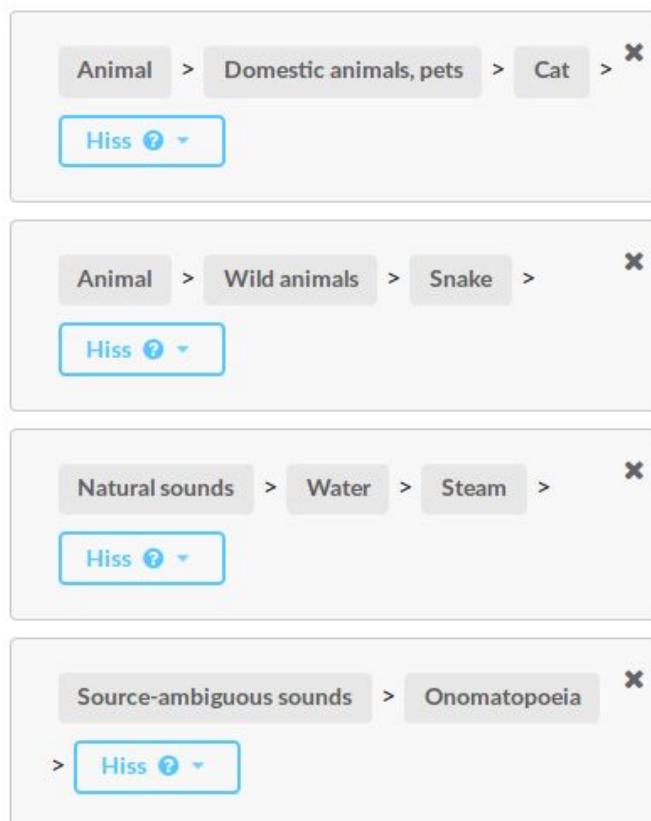 Animal > Domestic animals, pets > Cat >
Hiss
Animal > Wild animals > Snake >
Hiss
Natural sounds > Water > Steam >
Hiss
Source-ambiguous sounds > Onomatopoeia
> Hiss